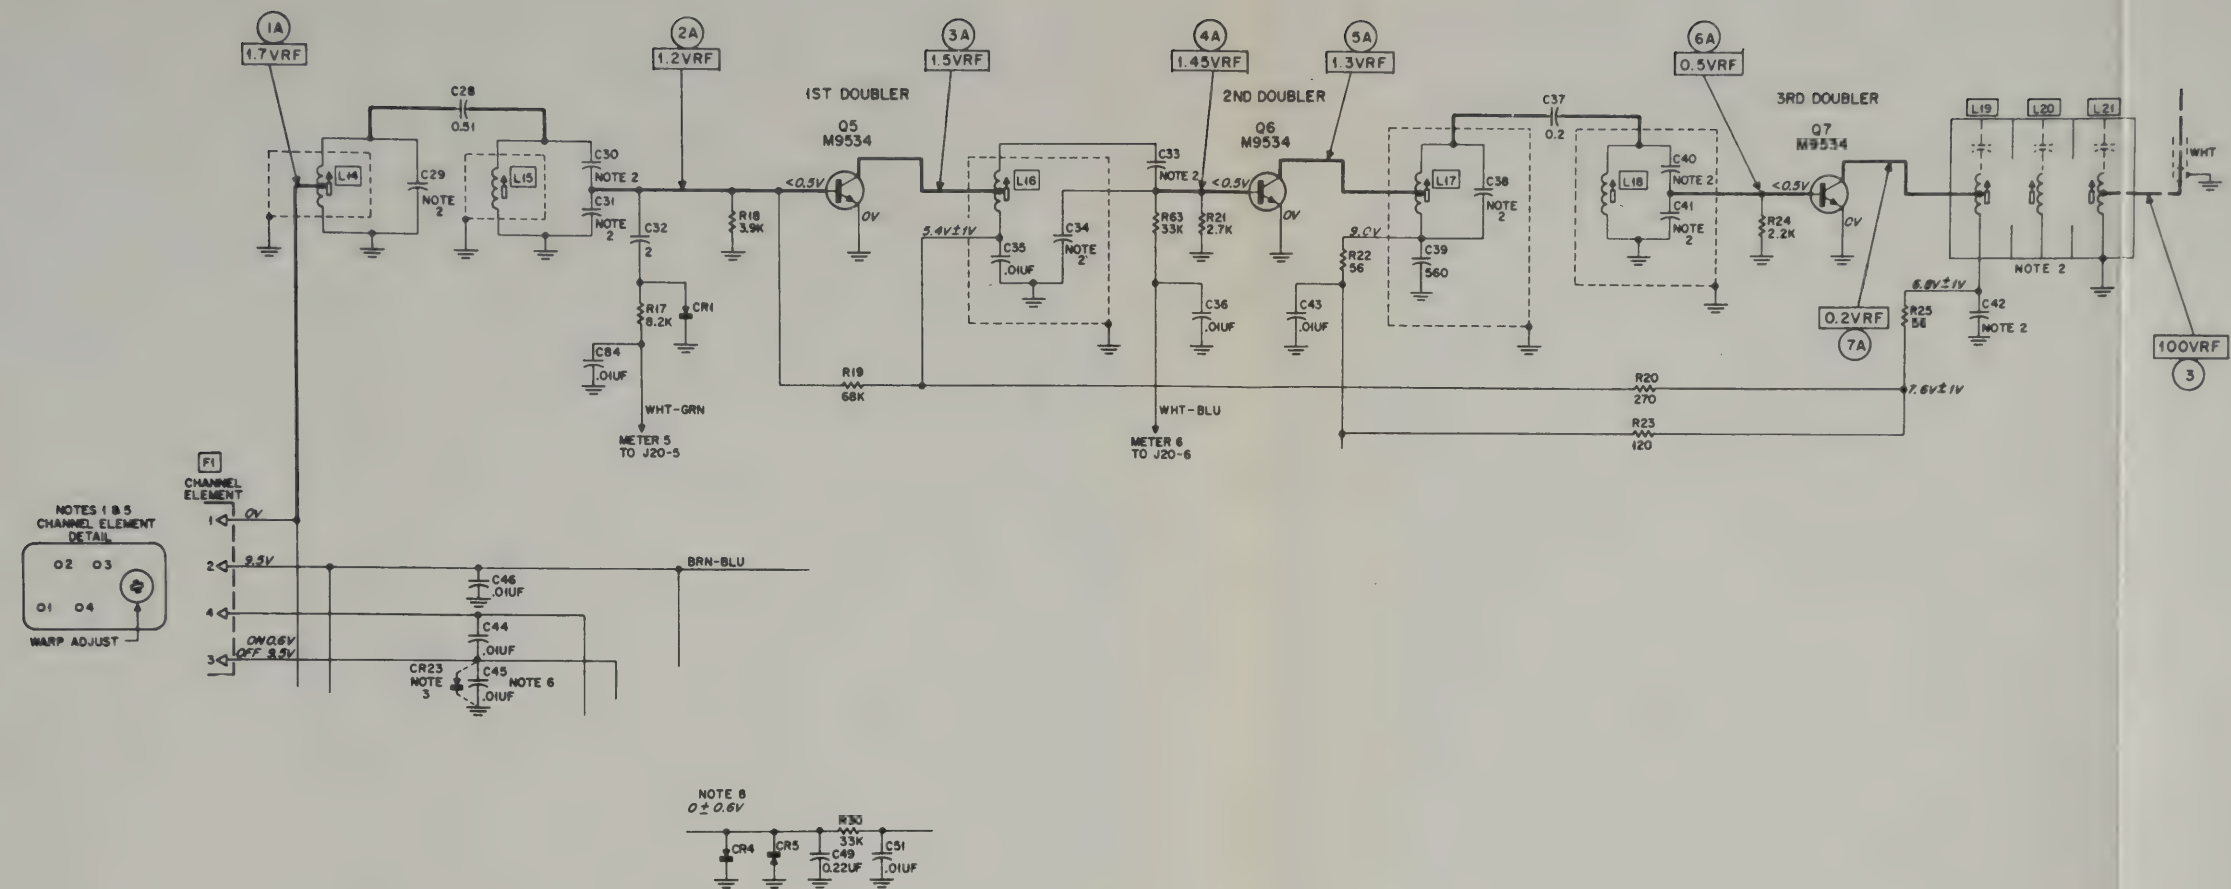 1A
1.7VRF
2A
1.2VRF
3A
1.5VRF
4A
1.45VRF
5A
1.3VRF
6A
0.5VRF
1ST DOUBLER
Q5
M9534
2ND DOUBLER
Q6
M9534
3RD DOUBLER
Q7
M9534
C28
0.51
C37
0.2
L19
L20
L21
WHT
L14
C29
NOTE
2
L15
C30
NOTE 2
C31
NOTE
2
C32
2
R18
3.9K
<0.5V
0V
L16
C33
NOTE 2
5.4V±1V
C35
.01UF
C34
NOTE
2
R63
33K
R21
2.7K
<0.5V
0V
L17
C38
NOTE
2
9.0V
R22
56
C39
560
L18
C40
NOTE 2
C41
NOTE
2
<0.5V
R24
2.2K
0V
NOTE 2
R17
8.2K
CR1
C84
.01UF
C36
.01UF
C43
.01UF
0.2VRF
7A
6.8V±1V
R25
56
C42
NOTE 2
100VRF
3
R19
68K
R20
270
7.6V±1V
R23
120
WHT-GRN
METER 5
TO J20-5
WHT-BLU
METER 6
TO J20-6
F1
CHANNEL
ELEMENT
NOTES 1 & 5
CHANNEL ELEMENT
DETAIL
2 3
1 4
WARP ADJUST
1 0V
2 9.5V
BRN-BLU
C46
.01UF
4
C44
.01UF
ON 0.6V
OFF 9.5V
3
CR23
NOTE
3
C45
.01UF
NOTE 6
NOTE 8
0 ± 0.6V
CR4
CR5
R30
33K
C49
0.22UF
C51
.01UF